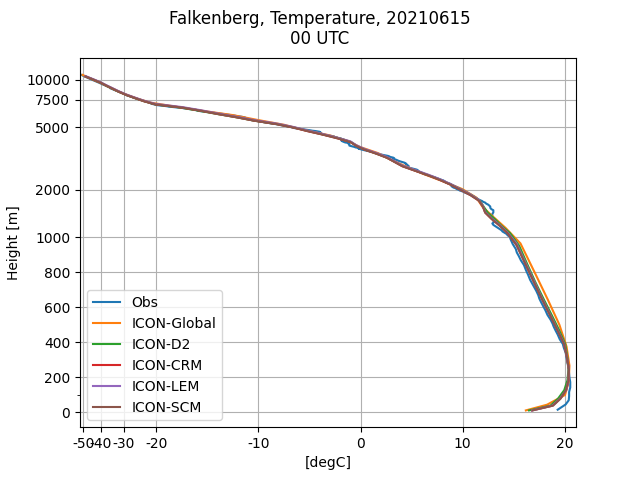 Falkenberg, Temperature, 20210615
00 UTC
Height [m]
10000
7500
5000
2000
1000
800
600
400
200
0
Obs
ICON-Global
ICON-D2
ICON-CRM
ICON-LEM
ICON-SCM
-50 -40 -30 -20 -10 0 10 20
[degC]